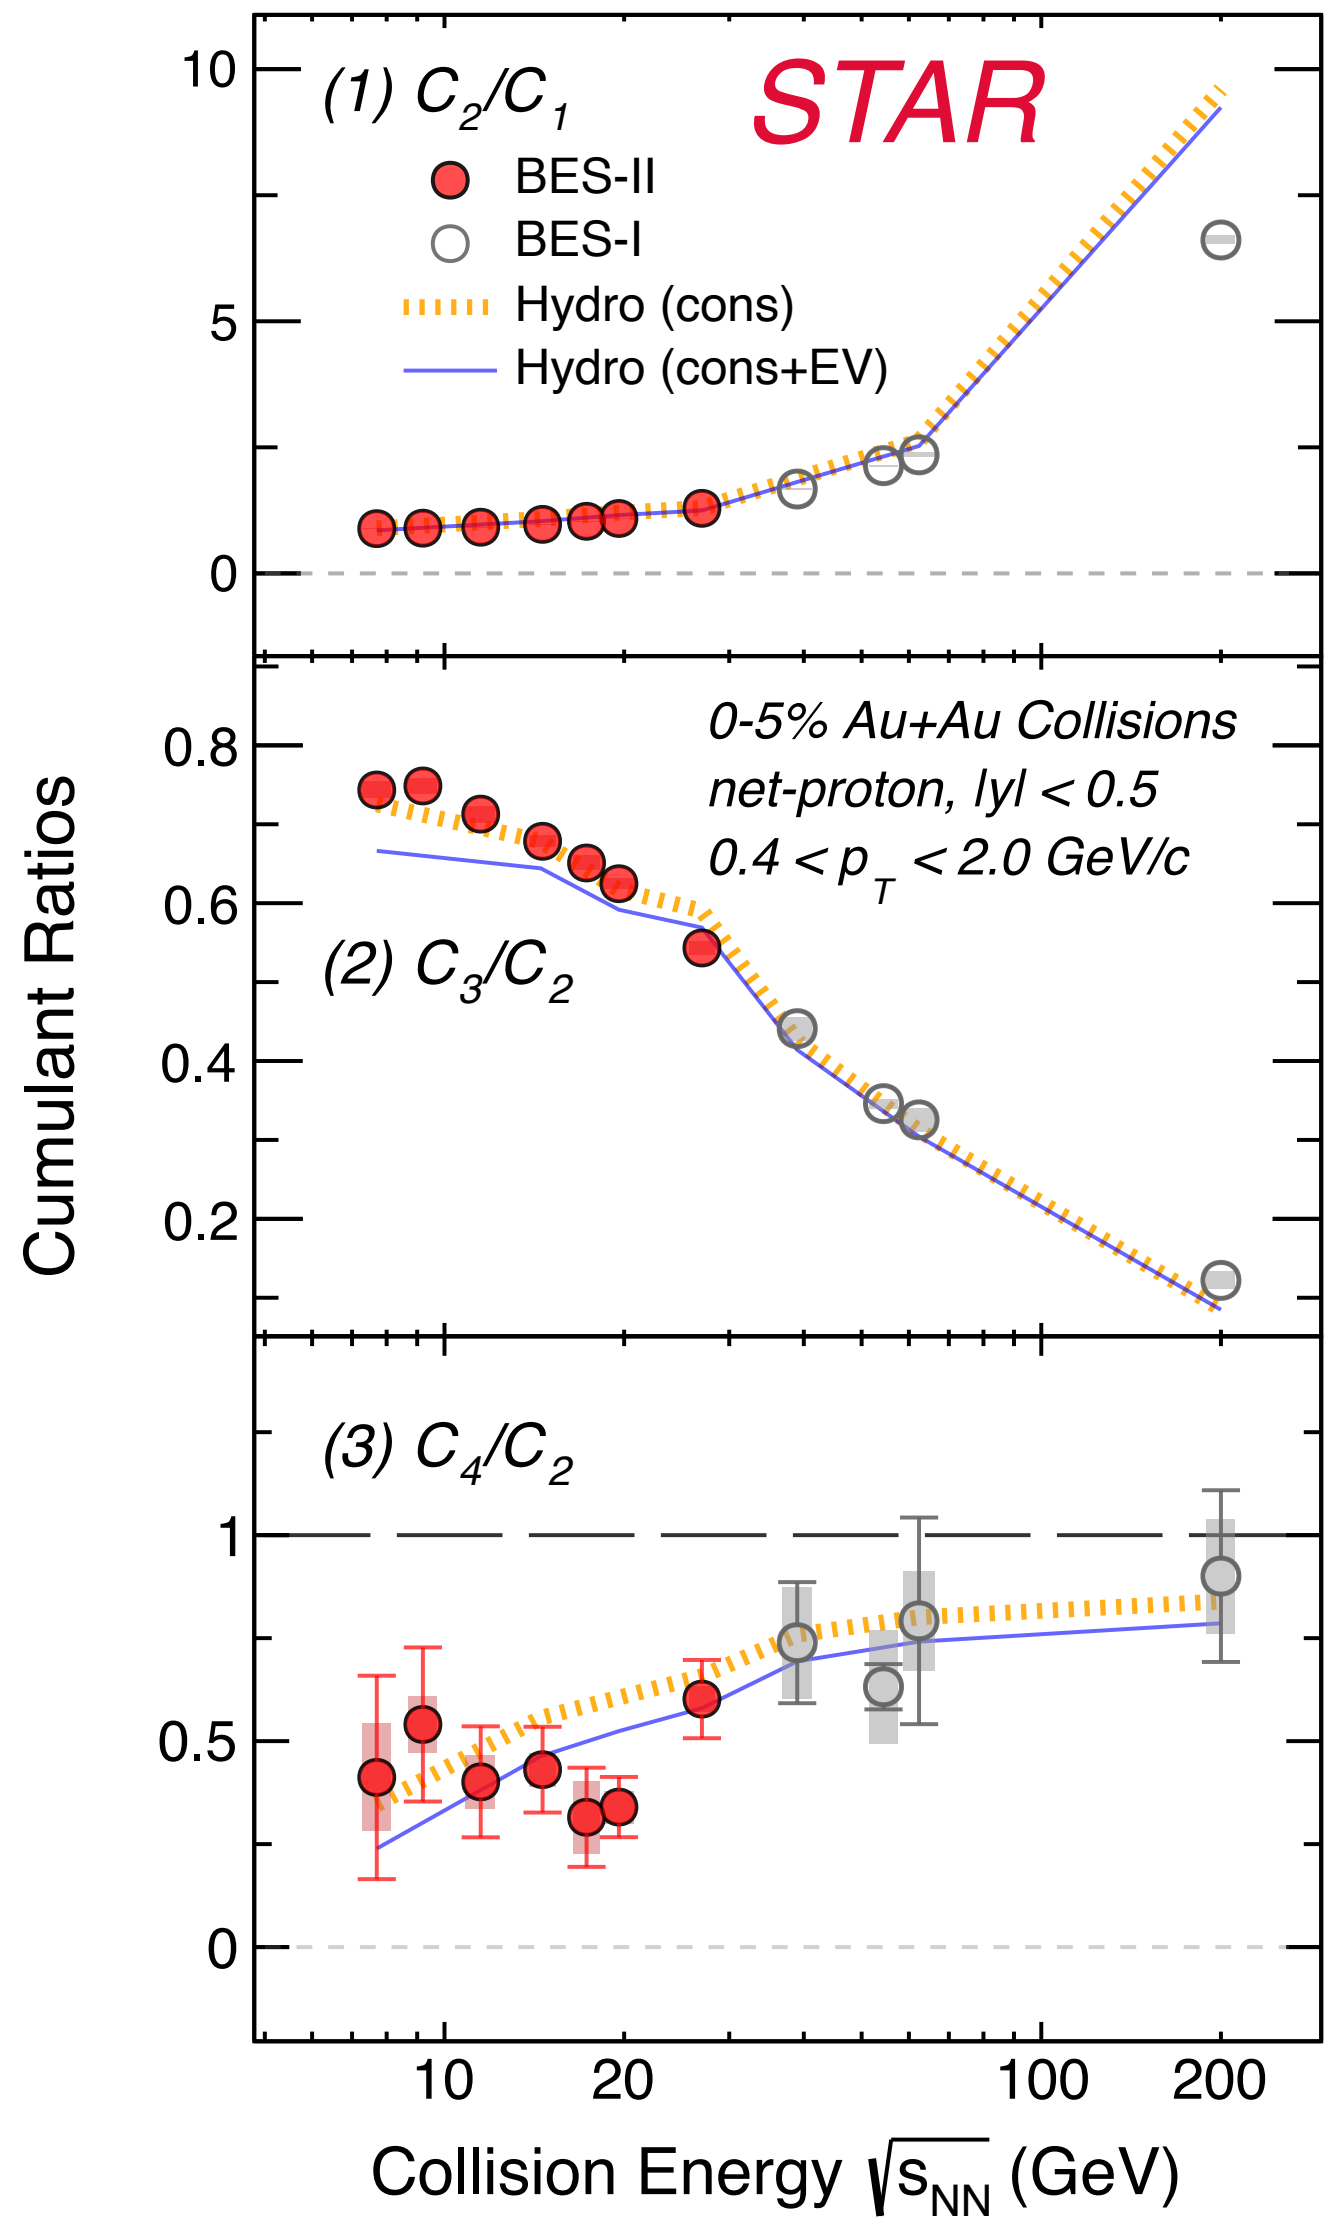 10
(1) C2/C1
STAR
BES-II
BES-I
5
Hydro (cons)
Hydro (cons+EV)
0
0-5% Au+Au Collisions
0.8
net-proton, lyl < 0.5
0.4 < pT < 2.0 GeV/c
0.6
(2) C3/C2
0.4
0.2
Cumulant Ratios
(3) C4/C2
1
0.5
0
10 20 100 200
Collision Energy √sNN (GeV)